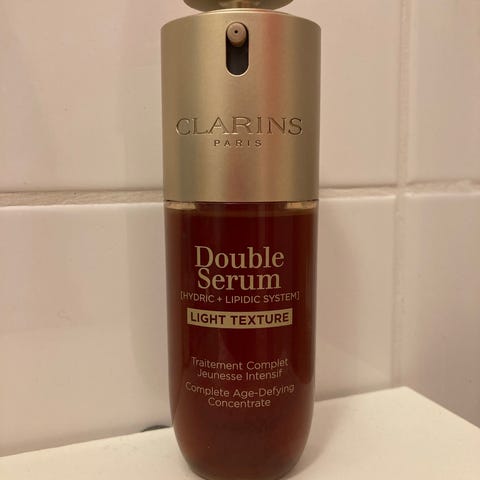 CLARINS
PARIS
Double
Serum
[HYDRIC + LIPIDIC SYSTEM]
LIGHT TEXTURE
Traitement Complet
Jeunesse Intensif
Complete Age-Defying
Concentrate